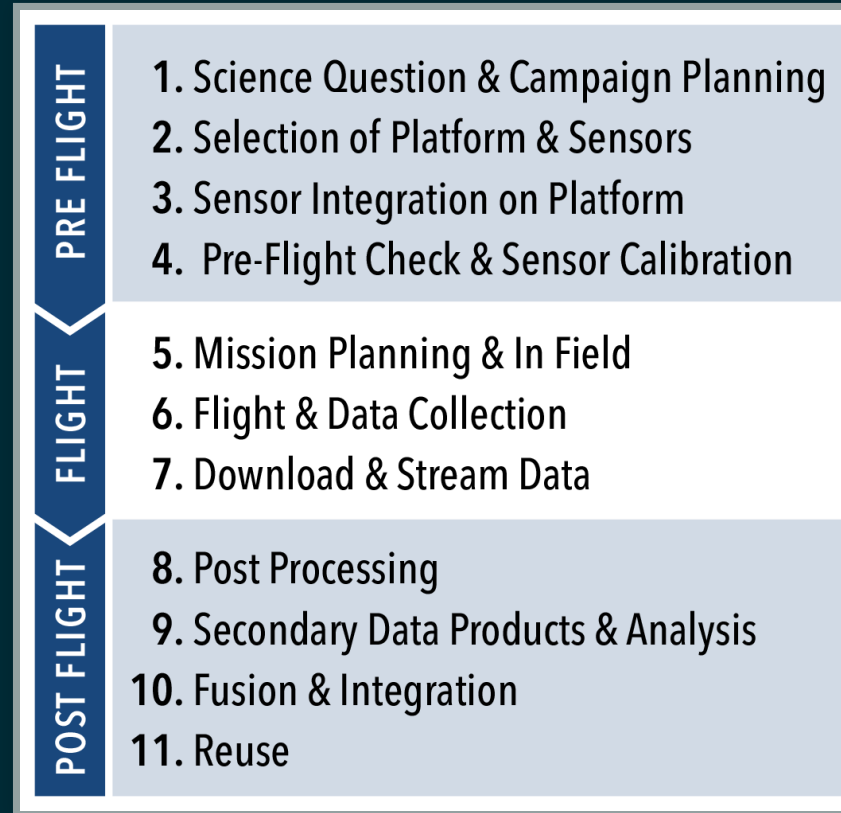 PRE FLIGHT
1. Science Question & Campaign Planning
2. Selection of Platform & Sensors
3. Sensor Integration on Platform
4. Pre-Flight Check & Sensor Calibration
FLIGHT
5. Mission Planning & In Field
6. Flight & Data Collection
7. Download & Stream Data
POST FLIGHT
8. Post Processing
9. Secondary Data Products & Analysis
10. Fusion & Integration
11. Reuse